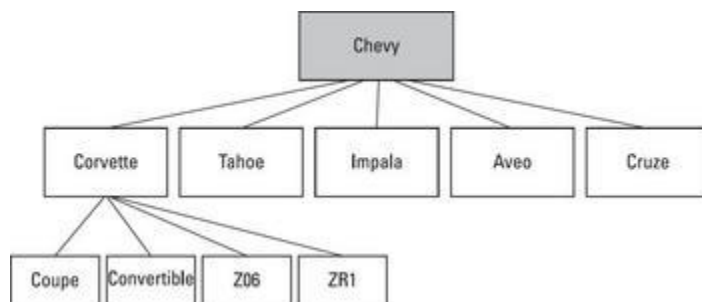 Chevy
Corvette
Tahoe
Impala
Aveo
Cruze
Coupe
Convertible
Z06
ZR1